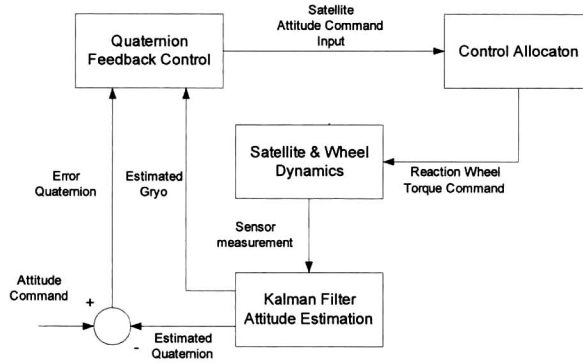 Satellite
Attitude Command
Input
Quaternion
Feedback Control
Control Allocaton
Satellite & Wheel
Dynamics
Reaction Wheel
Torque Command
Error
Quaternion
Estimated
Gryo
Sensor
measurement
Attitude
Command
+
Kalman Filter
Attitude Estimation
-
Estimated
Quaternion